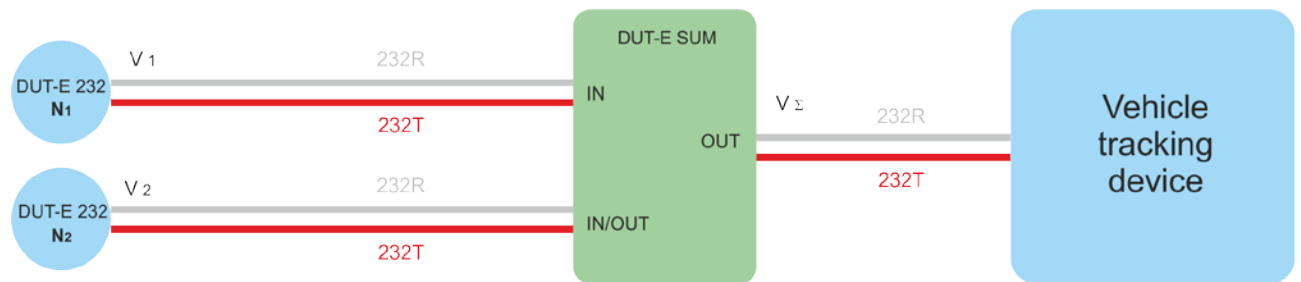 V 1
232R
DUT-E 232
N1
232T
IN
V 2
232R
DUT-E 232
N2
232T
IN/OUT
DUT-E SUM
OUT
V Σ
232R
232T
Vehicle
tracking
device